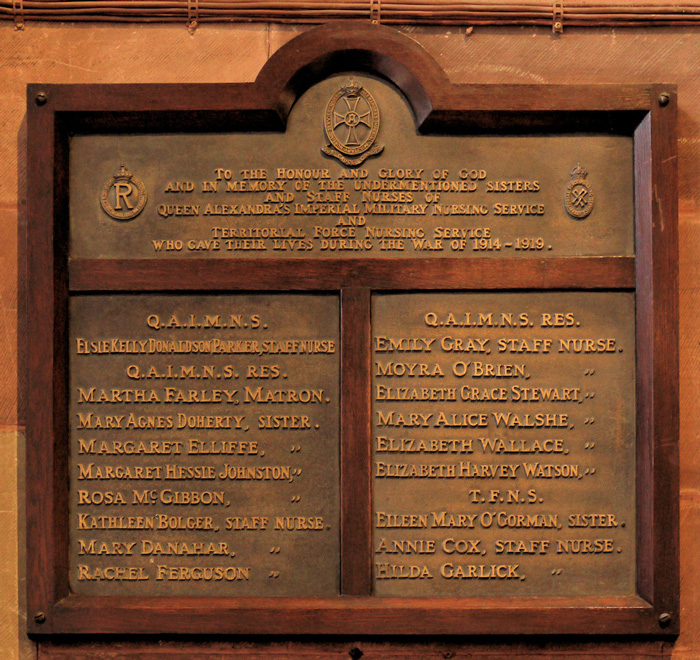 TO THE HONOUR AND GLORY OF GOD
AND IN MEMORY OF THE UNDERMENTIONED SISTERS
AND STAFF NURSES OF
QUEEN ALEXANDRA'S IMPERIAL MILITARY NURSING SERVICE
AND
TERRITORIAL FORCE NURSING SERVICE
WHO GAVE THEIR LIVES DURING THE WAR OF 1914-1919.
R
Q.A.I.M.N.S.
ELSIE KELLY DONALDSON PARKER, STAFF NURSE
Q.A.I.M.N.S. RES.
MARTHA FARLEY, MATRON.
MARY AGNES DOHERTY, SISTER.
MARGARET ELLIFFE, "
MARGARET HESSIE JOHNSTON, "
ROSA McGIBBON, "
KATHLEEN BOLGER, STAFF NURSE.
MARY DANAHAR, "
RACHEL FERGUSON "
Q.A.I.M.N.S. RES.
EMILY GRAY, STAFF NURSE.
MOYRA O'BRIEN, "
ELIZABETH GRACE STEWART, "
MARY ALICE WALSHE, "
ELIZABETH WALLACE, "
ELIZABETH HARVEY WATSON, "
T.F.N.S.
EILEEN MARY O'GORMAN, SISTER.
ANNIE COX, STAFF NURSE.
HILDA GARLICK, "